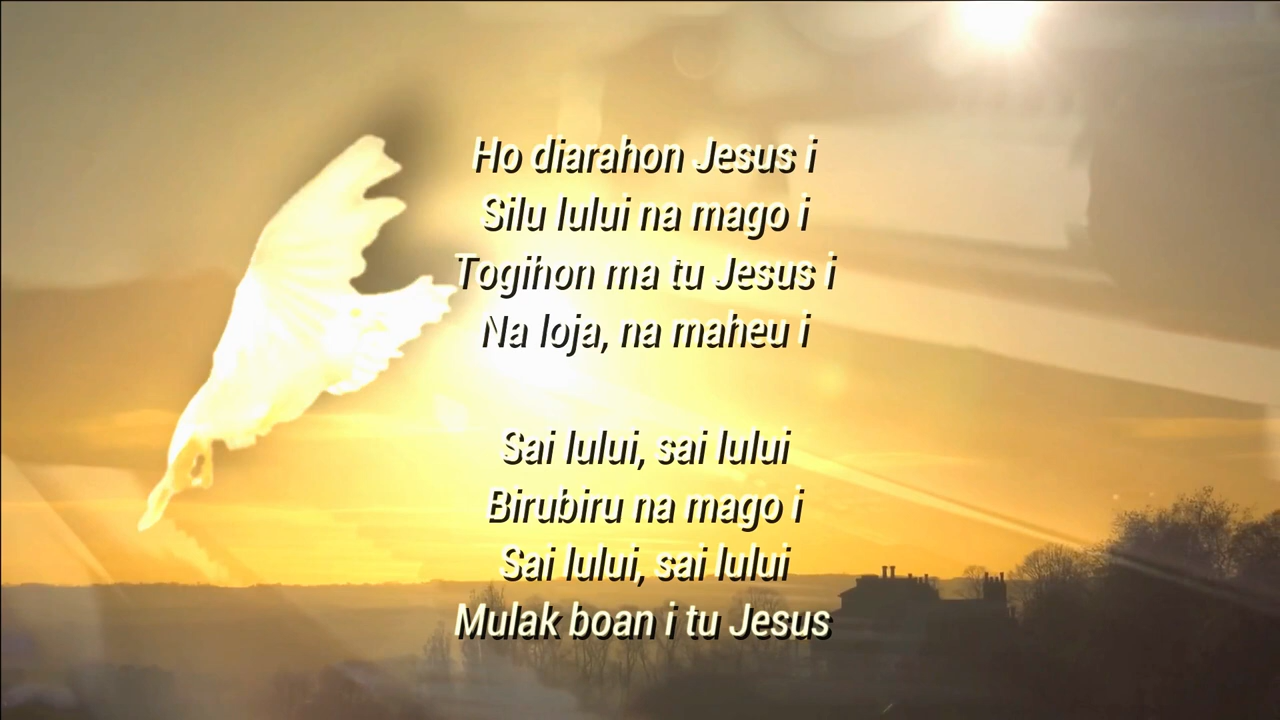 Ho diarahon Jesus i
Silu lului na mago i
Togihon ma tu Jesus i
Na loja, na maheu i
Sai lului, sai lului
Birubiru na mago i
Sai lului, sai lului
Mulak boan i tu Jesus